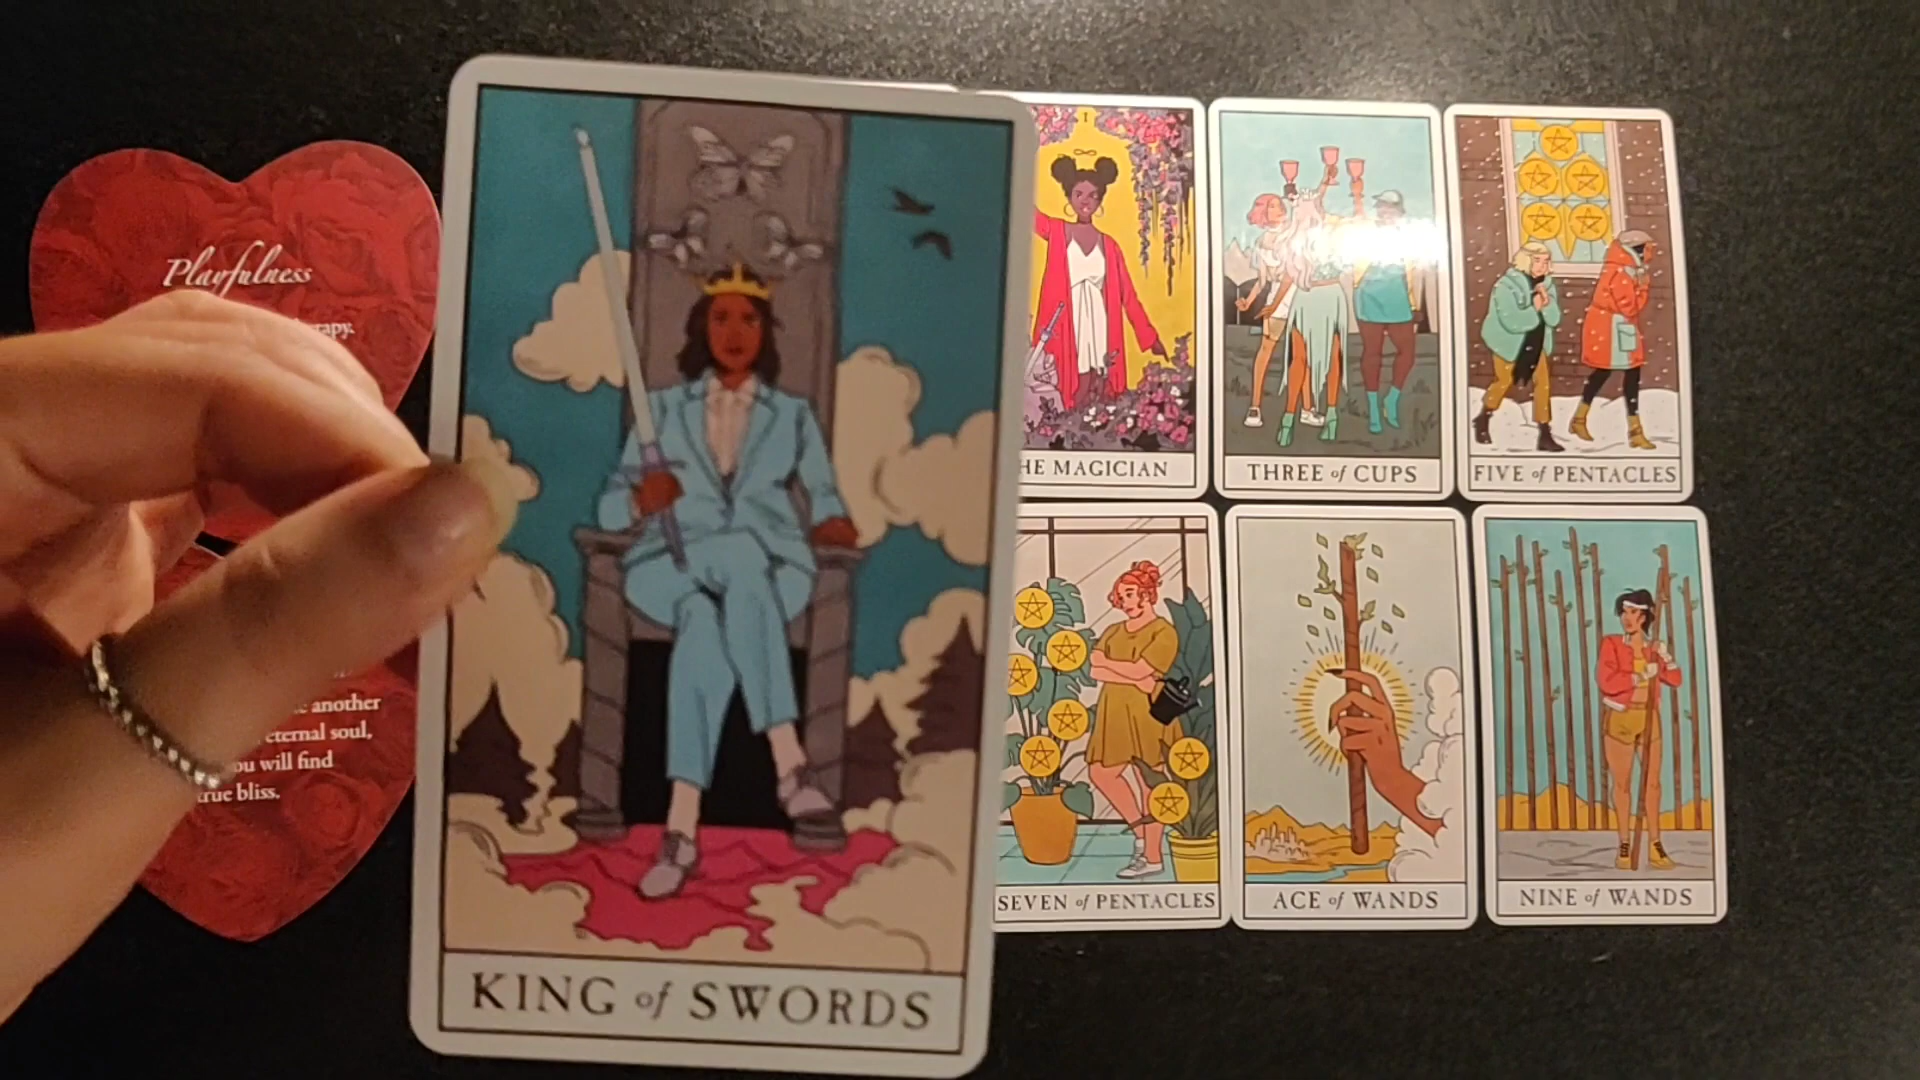 Playfulness
KING of SWORDS
I
HE MAGICIAN
THREE of CUPS
FIVE of PENTACLES
another
eternal soul,
will find
true bliss.
SEVEN of PENTACLES
ACE of WANDS
NINE of WANDS